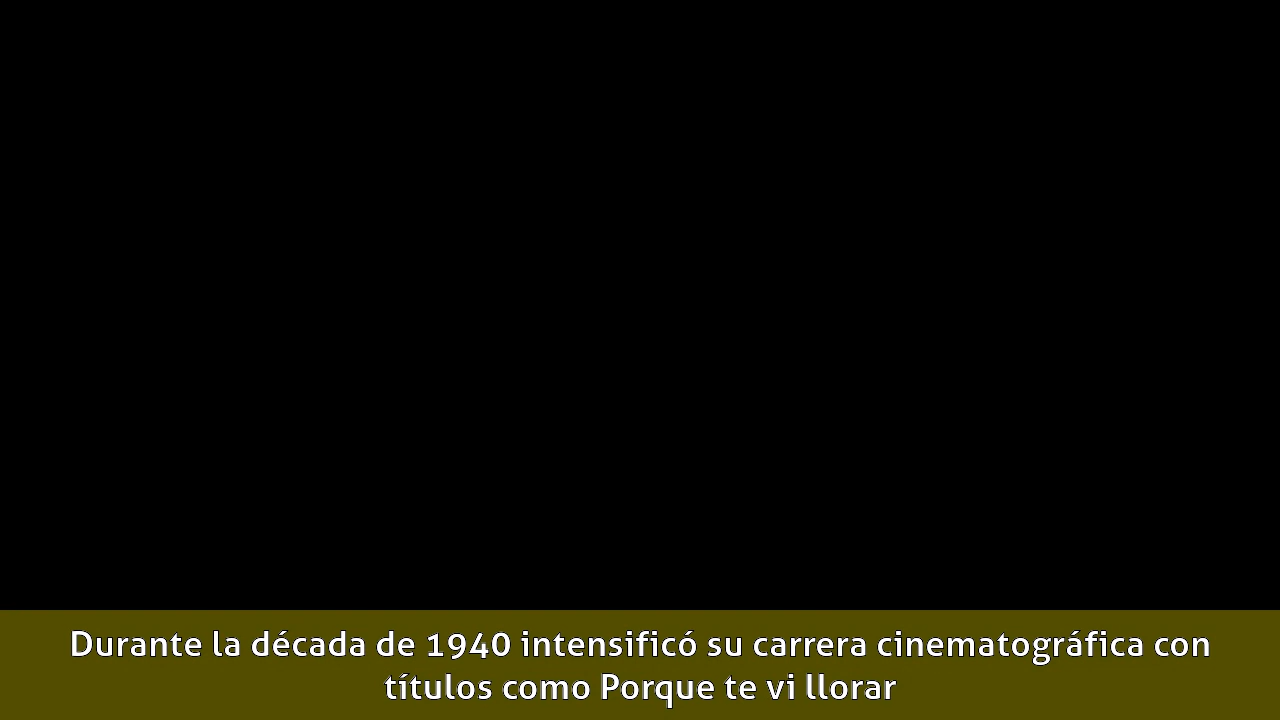 Durante la década de 1940 intensificó su carrera cinematográfica con
títulos como Porque te vi llorar